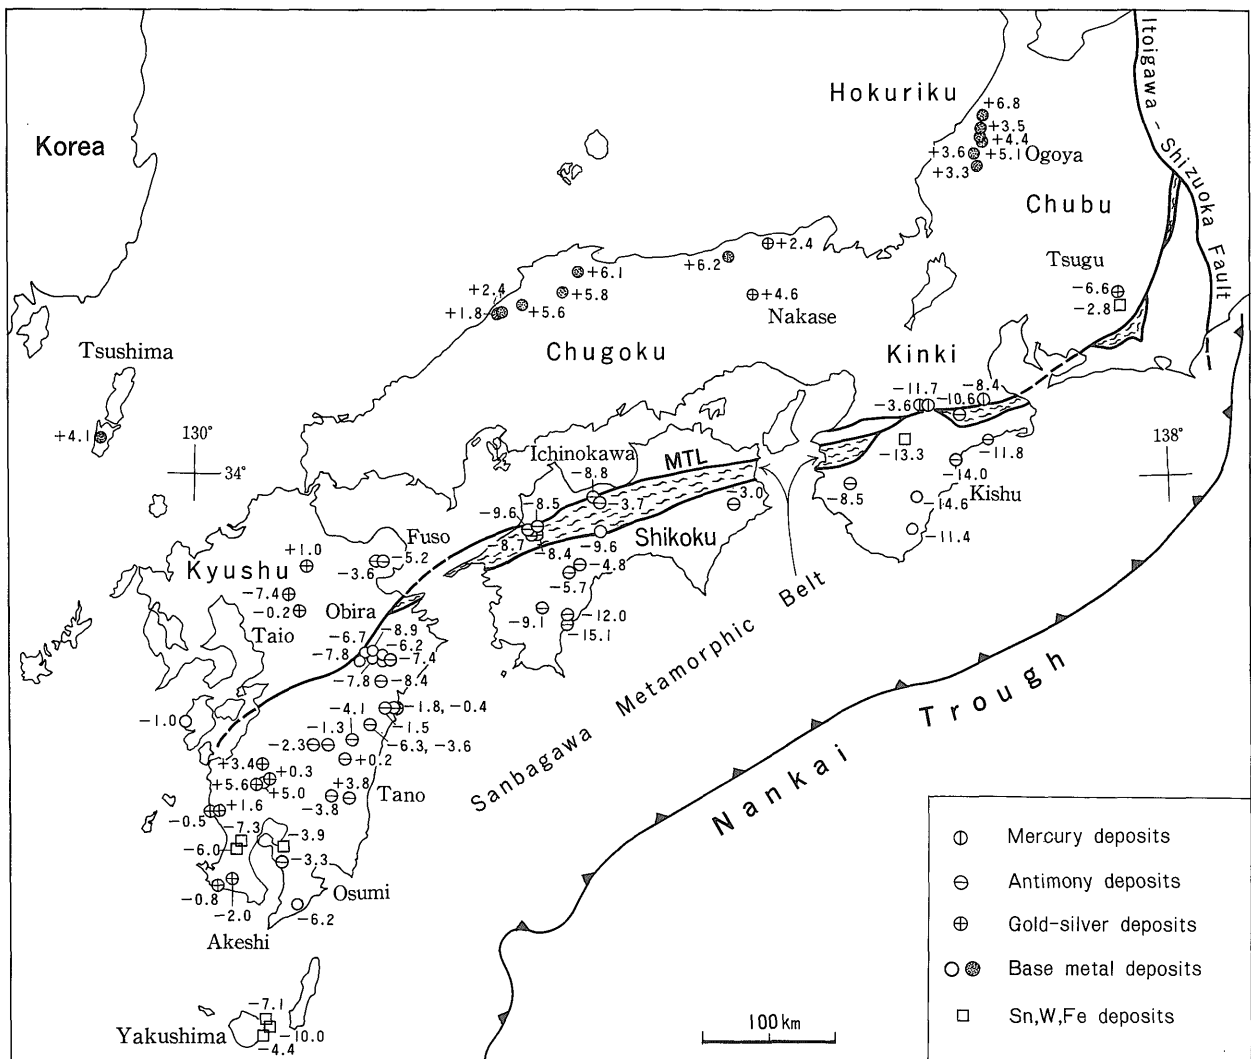 Korea
Hokuriku
Itoigawa - Shizuoka Fault
+6.8
+3.5
+4.4
+3.6
+5.1
Ogoya
+3.3
Chubu
Tsugu
-6.6
-2.8
+2.4
+6.2
+6.1
+5.8
+2.4
+1.8
+5.6
+4.6
Nakase
Chugoku
Kinki
Tsushima
+4.1
130°
34°
138°
-11.7
-8.4
-3.6
-10.6
-13.3
-11.8
-14.0
-8.5
-14.6
Kishu
-11.4
Ichinokawa
-8.8
MTL
-3.7
-3.0
-9.6
-8.5
-8.7
-8.4
-9.6
Shikoku
-4.8
-5.7
-9.1
-12.0
-15.1
Fuso
+1.0
-5.2
-3.6
Kyushu
-7.4
-0.2
Taio
Obira
-6.7
-8.9
-6.2
-7.8
-7.4
-7.8
-8.4
-1.0
-4.1
-1.8, -0.4
-1.3
-1.5
-2.3
-6.3, -3.6
+0.2
+3.4
+0.3
+5.6
+5.0
+3.8
Tano
-3.8
+1.6
-0.5
-7.3
-3.9
-6.0
-3.3
-0.8
-2.0
Osumi
-6.2
Akeshi
Yakushima
-7.1
-10.0
-4.4
Sanbagawa Metamorphic Belt
Nankai Trough
100km
Mercury deposits
Antimony deposits
Gold-silver deposits
Base metal deposits
Sn,W,Fe deposits